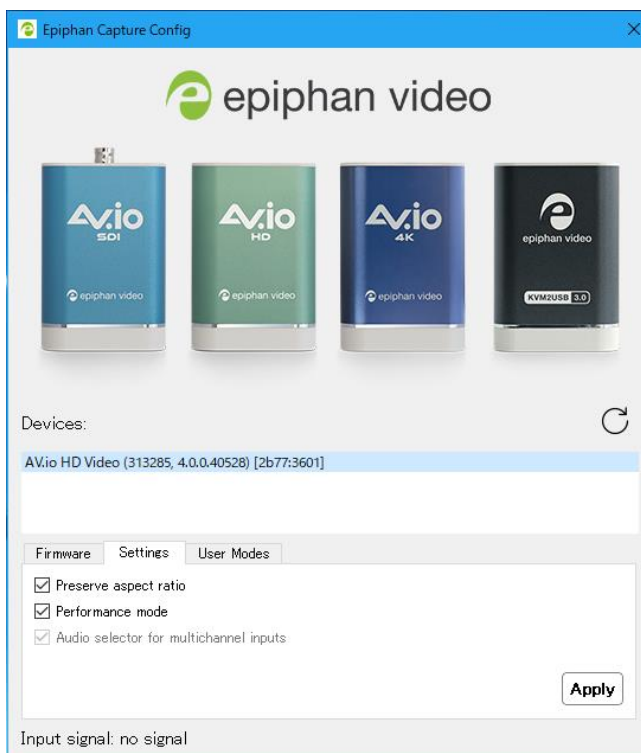 Epiphan Capture Config
epiphan video
AV.io
SDI
epiphan video
AV.io
HD
epiphan video
AV.io
4K
epiphan video
epiphan video
KVM2USB 3.0
Devices:
AV.io HD Video (313285, 4.0.0.40528) [2b77:3601]
Firmware Settings User Modes
Preserve aspect ratio
Performance mode
Audio selector for multichannel inputs
Apply
Input signal: no signal